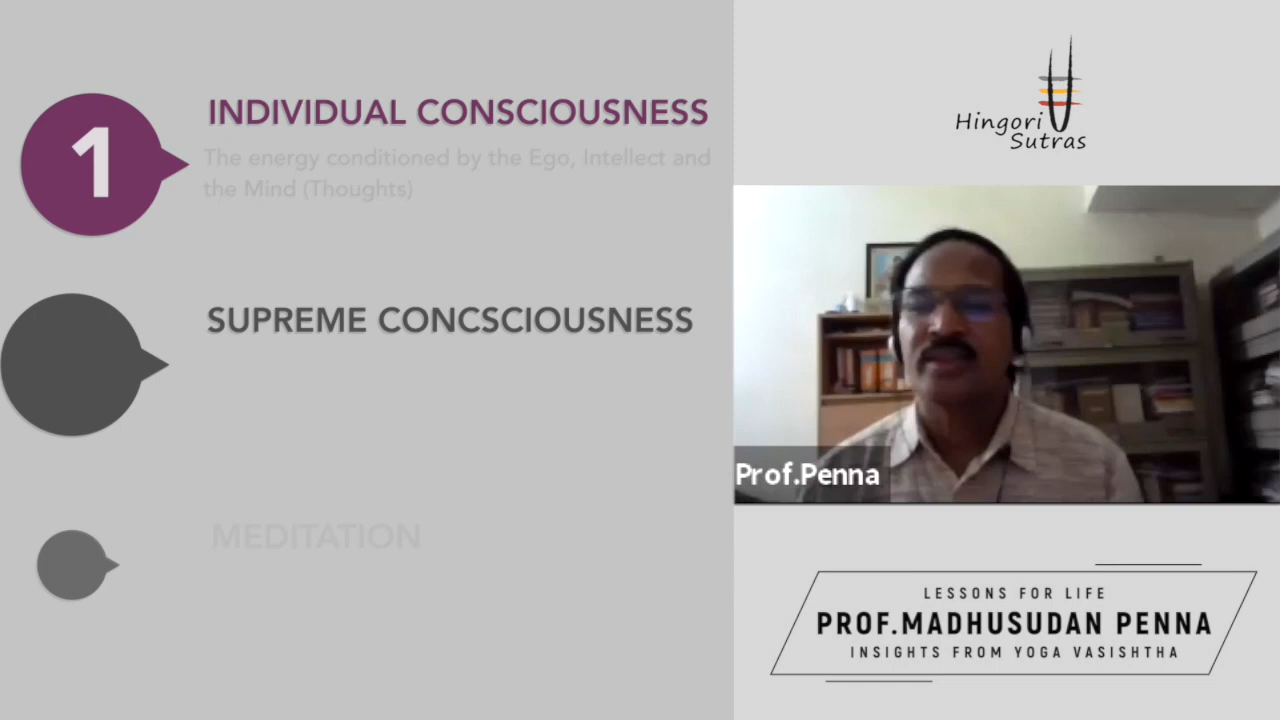 1
INDIVIDUAL CONSCIOUSNESS
The energy conditioned by the Ego, Intellect and
the Mind (Thoughts)
SUPREME CONCSCIOUSNESS
MEDITATION
Hingori
Sutras
Prof.Penna
LESSONS FOR LIFE
PROF.MADHUSUDAN PENNA
INSIGHTS FROM YOGA VASISHTHA